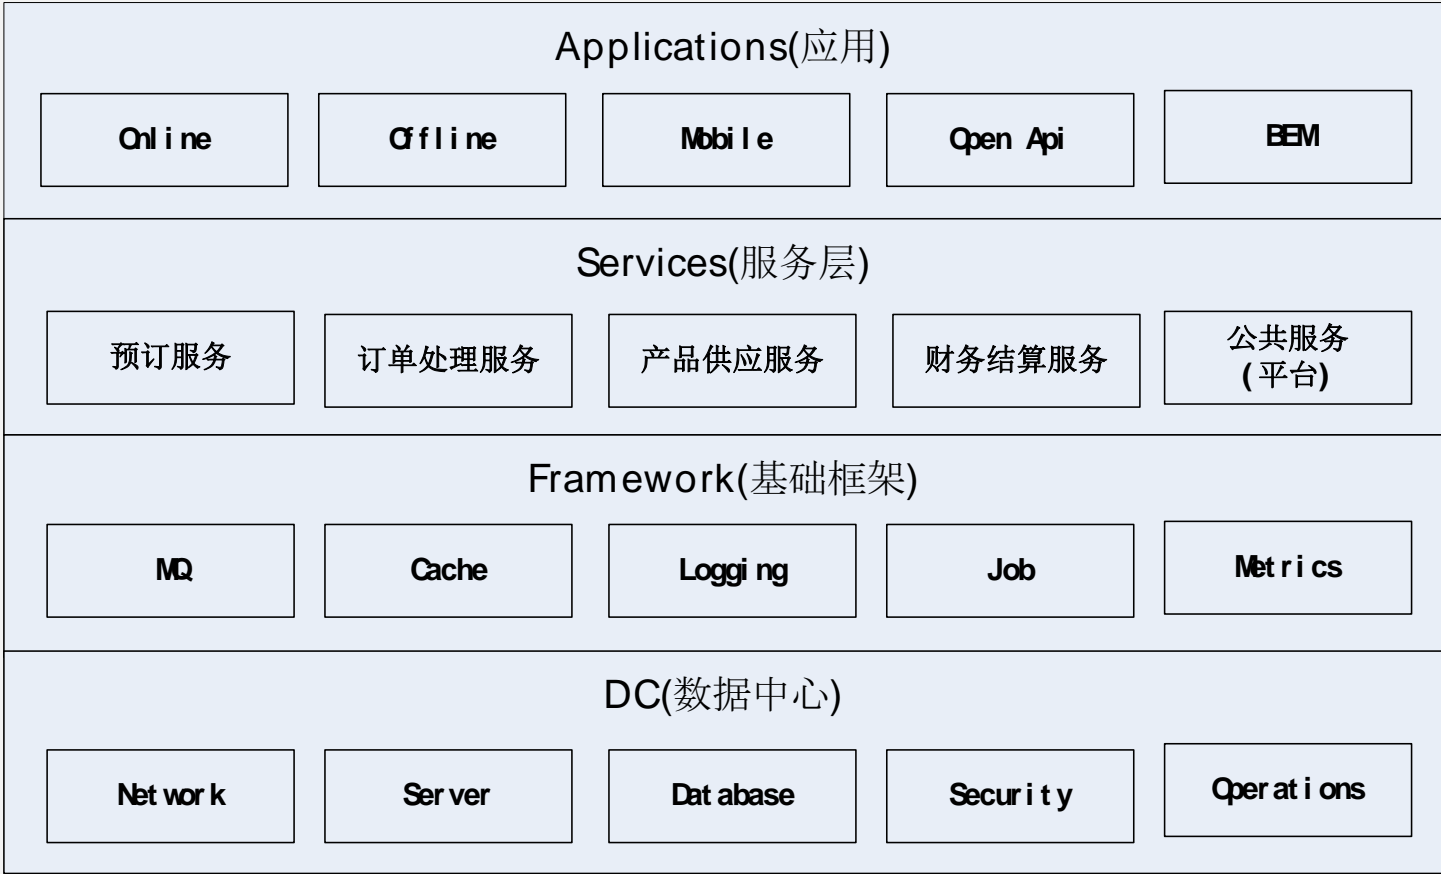 Applications(应用)
Online
Offline
Mobile
Open Api
BEM
Services(服务层)
预订服务
订单处理服务
产品供应服务
财务结算服务
公共服务
(平台)
Framework(基础框架)
MQ
Cache
Logging
Job
Metrics
DC(数据中心)
Network
Server
Database
Security
Operations